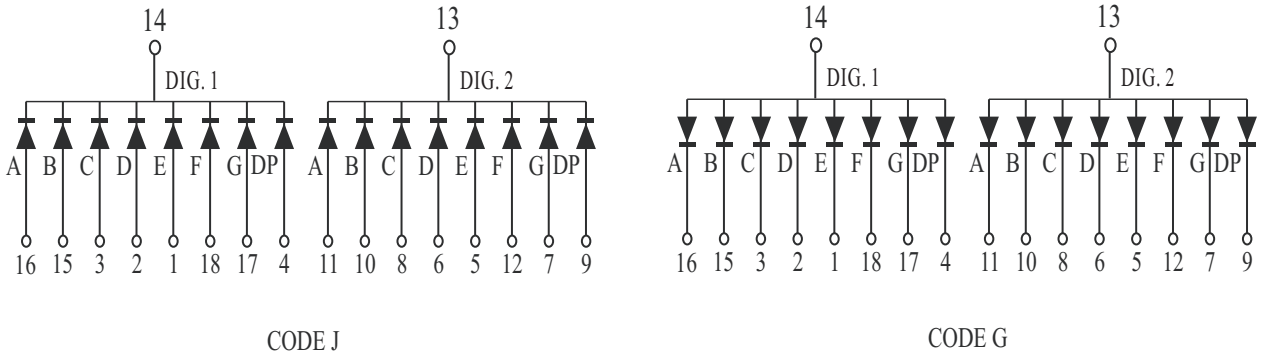 14 13
DIG. 1 DIG. 2
A B C D E F G DP A B C D E F G DP
16 15 3 2 1 18 17 4 11 10 8 6 5 12 7 9
CODE J
14 13
DIG. 1 DIG. 2
A B C D E F G DP A B C D E F G DP
16 15 3 2 1 18 17 4 11 10 8 6 5 12 7 9
CODE G